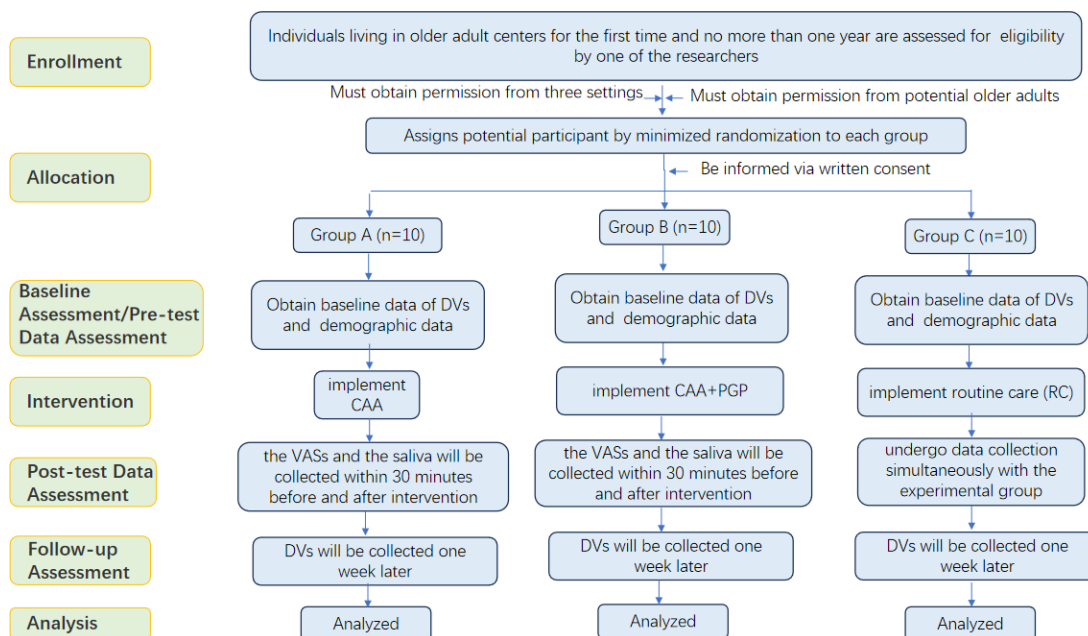 Enrollment
Individuals living in older adult centers for the first time and no more than one year are assessed for eligibility
by one of the researchers
Must obtain permission from three settings
Must obtain permission from potential older adults
Allocation
Assigns potential participant by minimized randomization to each group
Be informed via written consent
Group A (n=10)
Group B (n=10)
Group C (n=10)
Baseline
Assessment/Pre-test
Data Assessment
Obtain baseline data of DVs
and demographic data
Obtain baseline data of DVs
and demographic data
Obtain baseline data of DVs
and demographic data
Intervention
implement
CAA
implement CAA+PGP
implement routine care (RC)
Post-test Data
Assessment
the VASs and the saliva will be
collected within 30 minutes
before and after intervention
the VASs and the saliva will be
collected within 30 minutes
before and after intervention
undergo data collection
simultaneously with the
experimental group
Follow-up
Assessment
DVs will be collected one
week later
DVs will be collected one
week later
DVs will be collected one
week later
Analysis
Analyzed
Analyzed
Analyzed